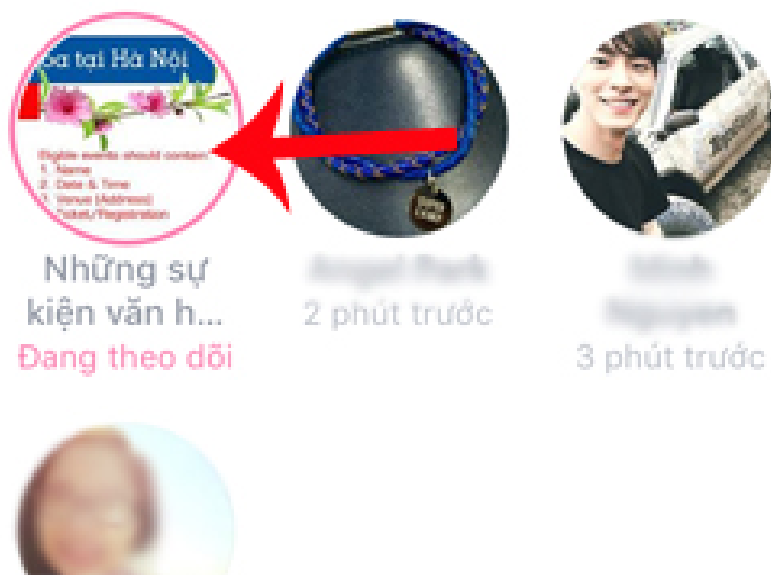 óa tại Hà Nội
Eligible events should contain
1. Name
2. Date & Time
3. Venue (Address)
Ticket/Registration
Những sự
kiện văn h...
Đang theo dõi
2 phút trước
3 phút trước